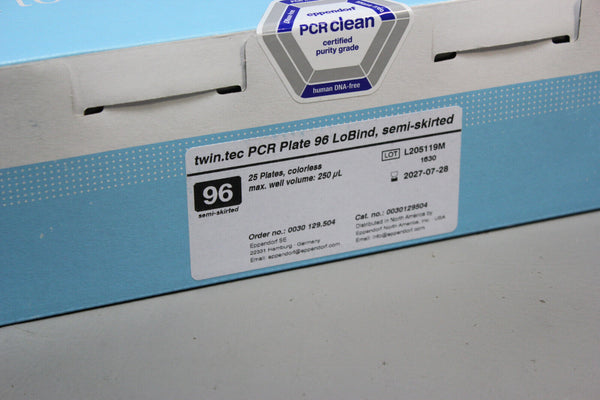 eppendorf
PCR clean
certified
purity grade
human DNA-free
twin.tec PCR Plate 96 LoBind, semi-skirted
96
semi-skirted
25 Plates, colorless
max. well volume: 250 µL
LOT L205119M
1630
2027-07-28
Order no.: 0030 129.504
Eppendorf SE
22331 Hamburg · Germany
Email: eppendorf@eppendorf.com
Cat. no.: 0030129504
Distributed in North America by
Eppendorf North America, Inc. · USA
Email: info@eppendorf.com